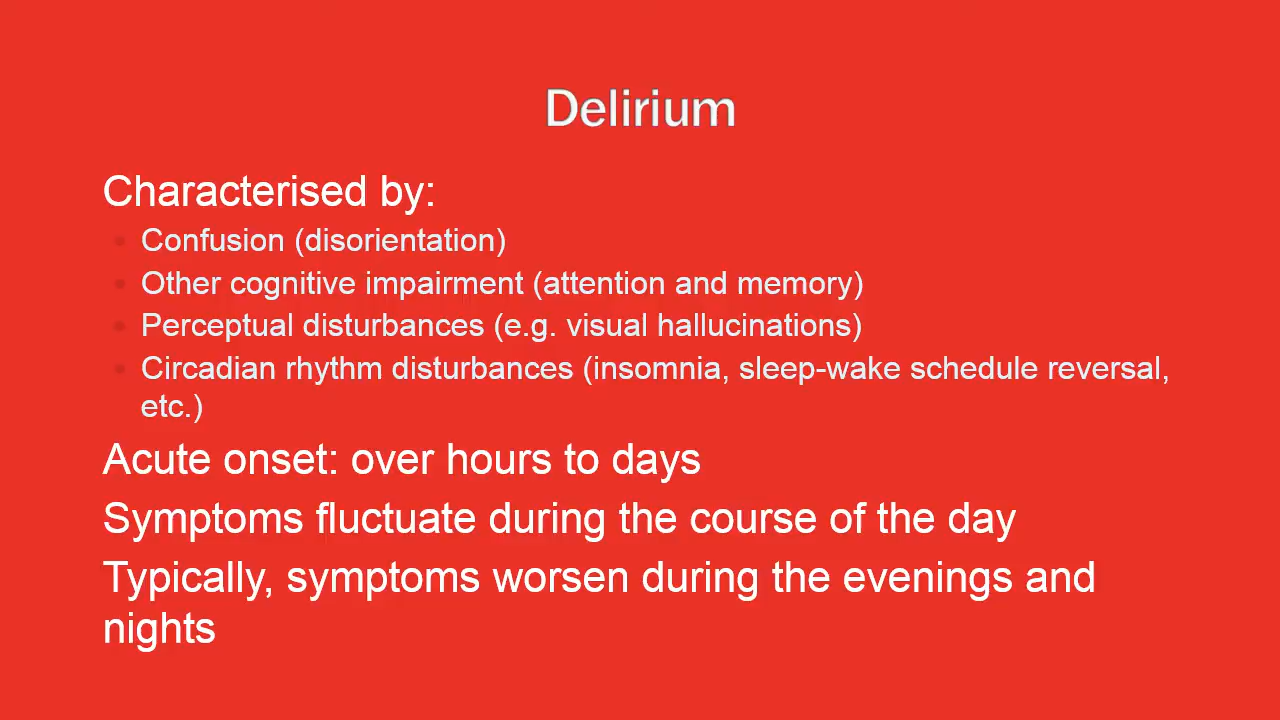 Delirium
Characterised by:
Confusion (disorientation)
Other cognitive impairment (attention and memory)
Perceptual disturbances (e.g. visual hallucinations)
Circadian rhythm disturbances (insomnia, sleep-wake schedule reversal,
etc.)
Acute onset: over hours to days
Symptoms fluctuate during the course of the day
Typically, symptoms worsen during the evenings and
nights